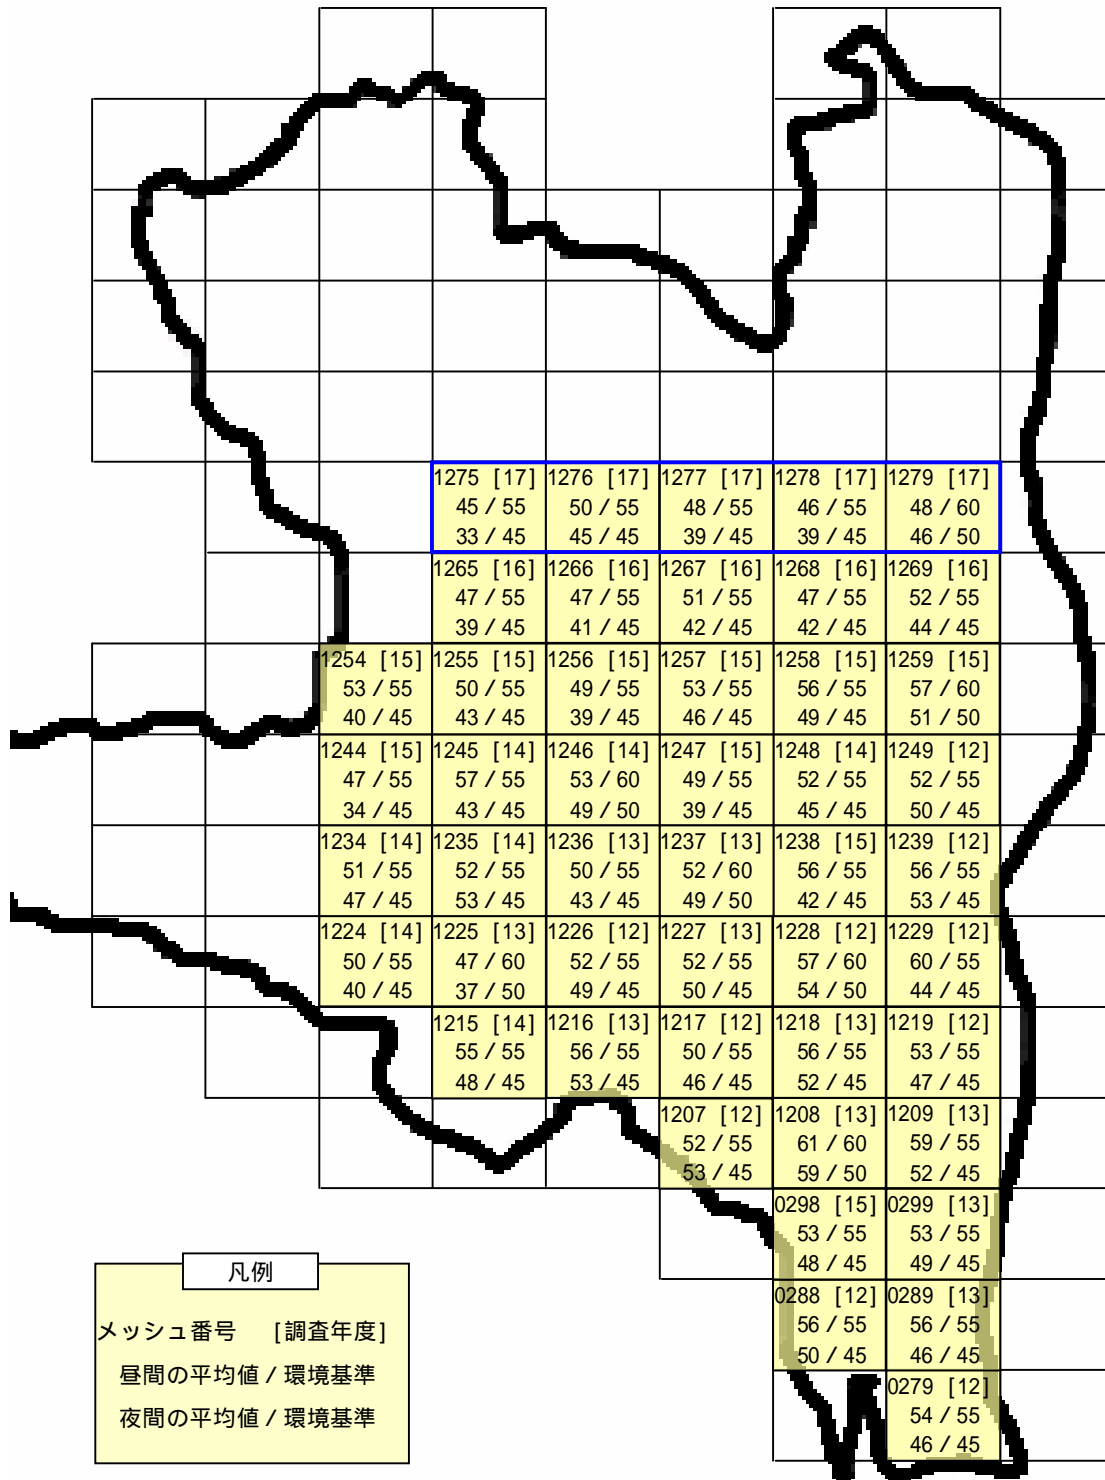 1275 [17] 1276 [17] 1277 [17] 1278 [17] 1279 [17]
45 / 55 50 / 55 48 / 55 46 / 55 48 / 60
33 / 45 45 / 45 39 / 45 39 / 45 46 / 50
1265 [16] 1266 [16] 1267 [16] 1268 [16] 1269 [16]
47 / 55 47 / 55 51 / 55 47 / 55 52 / 55
39 / 45 41 / 45 42 / 45 42 / 45 44 / 45
1254 [15] 1255 [15] 1256 [15] 1257 [15] 1258 [15] 1259 [15]
53 / 55 50 / 55 49 / 55 53 / 55 56 / 55 57 / 60
40 / 45 43 / 45 39 / 45 46 / 45 49 / 45 51 / 50
1244 [15] 1245 [14] 1246 [14] 1247 [15] 1248 [14] 1249 [12]
47 / 55 57 / 55 53 / 60 49 / 55 52 / 55 52 / 55
34 / 45 43 / 45 49 / 50 39 / 45 45 / 45 50 / 45
1234 [14] 1235 [14] 1236 [13] 1237 [13] 1238 [15] 1239 [12]
51 / 55 52 / 55 50 / 55 52 / 60 56 / 55 56 / 55
47 / 45 53 / 45 43 / 45 49 / 50 42 / 45 53 / 45
1224 [14] 1225 [13] 1226 [12] 1227 [13] 1228 [12] 1229 [12]
50 / 55 47 / 60 52 / 55 52 / 55 57 / 60 60 / 55
40 / 45 37 / 50 49 / 45 50 / 45 54 / 50 44 / 45
1215 [14] 1216 [13] 1217 [12] 1218 [13] 1219 [12]
55 / 55 56 / 55 50 / 55 56 / 55 53 / 55
48 / 45 53 / 45 46 / 45 52 / 45 47 / 45
1207 [12] 1208 [13] 1209 [13]
52 / 55 61 / 60 59 / 55
53 / 45 59 / 50 52 / 45
0298 [15] 0299 [13]
53 / 55 53 / 55
48 / 45 49 / 45
0288 [12] 0289 [13]
56 / 55 56 / 55
50 / 45 46 / 45
0279 [12]
54 / 55
46 / 45
凡例
メッシュ番号 [調査年度]
昼間の平均値 / 環境基準
夜間の平均値 / 環境基準